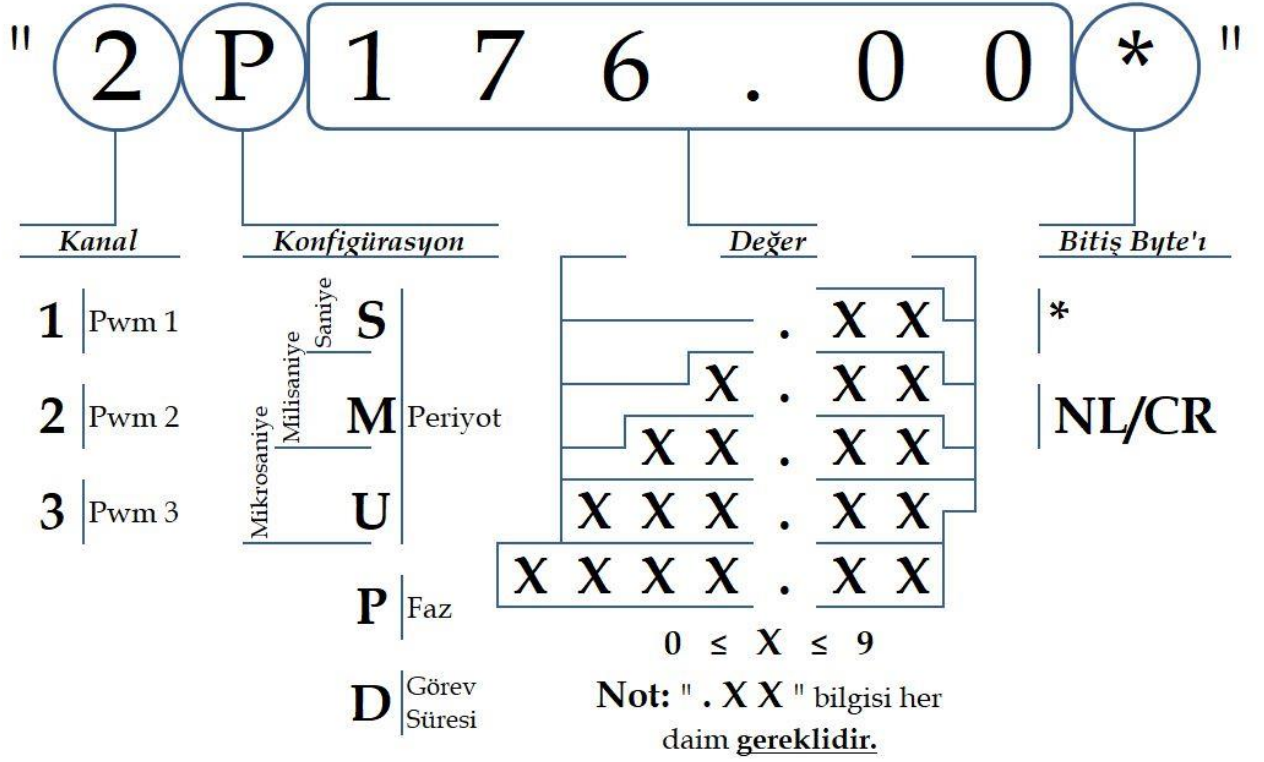 " 2 P 1 7 6 . 0 0 * "
Kanal
1 Pwm 1
2 Pwm 2
3 Pwm 3
Konfigürasyon
Saniye
S
Milisaniye
M
Mikrosaniye
U
Periyot
P Faz
D Görev
Süresi
Değer
. X X
X . X X
X X . X X
X X X . X X
X X X X . X X
0 ≤ X ≤ 9
Not: " . X X " bilgisi her
daim gereklidir.
Bitiş Byte'ı
*
NL/CR